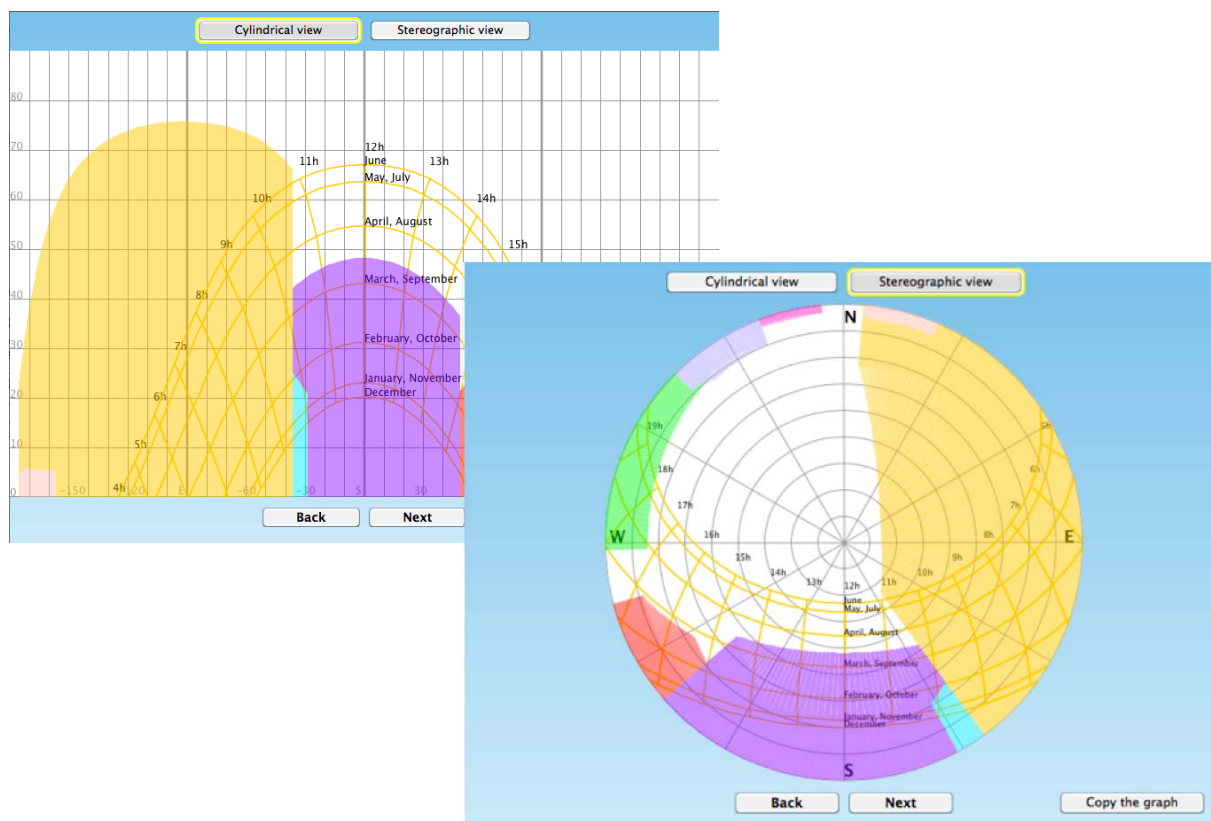 Cylindrical view
Stereographic view
80
70
60
50
40
30
20
10
0
12h
June
11h
13h
May, July
10h
14h
April, August
9h
15h
March, September
8h
February, October
7h
January, November
December
6h
5h
4h
-150
E
-60
-30
S
30
Back
Next
Cylindrical view
Stereographic view
N
19h
5h
18h
6h
17h
7h
W
16h
8h
E
15h
9h
14h
10h
13h
11h
12h
June
May, July
April, August
March, September
February, October
January, November
December
S
Back
Next
Copy the graph